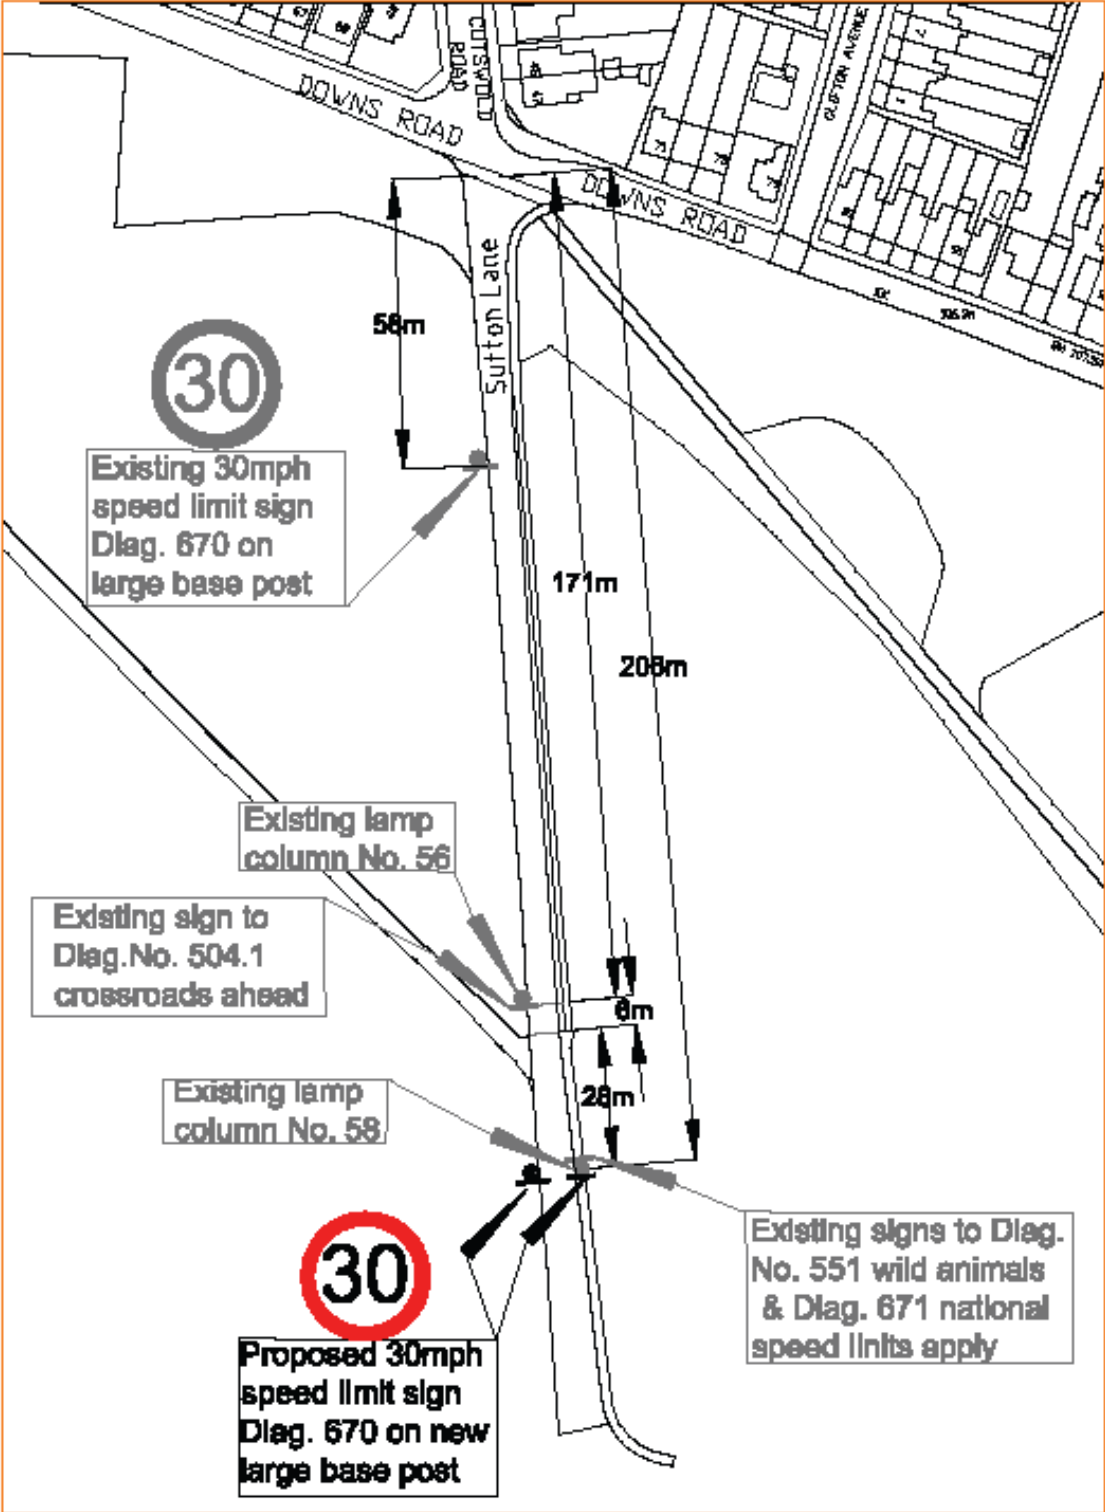 COTSWOLD
ROAD
DOWNS ROAD
CLIFTON AVENUE
DOWNS ROAD
Sutton Lane
58m
30
Existing 30mph
speed limit sign
Diag. 670 on
large base post
171m
206m
Existing lamp
column No. 56
Existing sign to
Diag.No. 504.1
crossroads ahead
6m
28m
Existing lamp
column No. 58
30
Proposed 30mph
speed limit sign
Diag. 670 on new
large base post
Existing signs to Diag.
No. 551 wild animals
& Diag. 671 national
speed linits apply